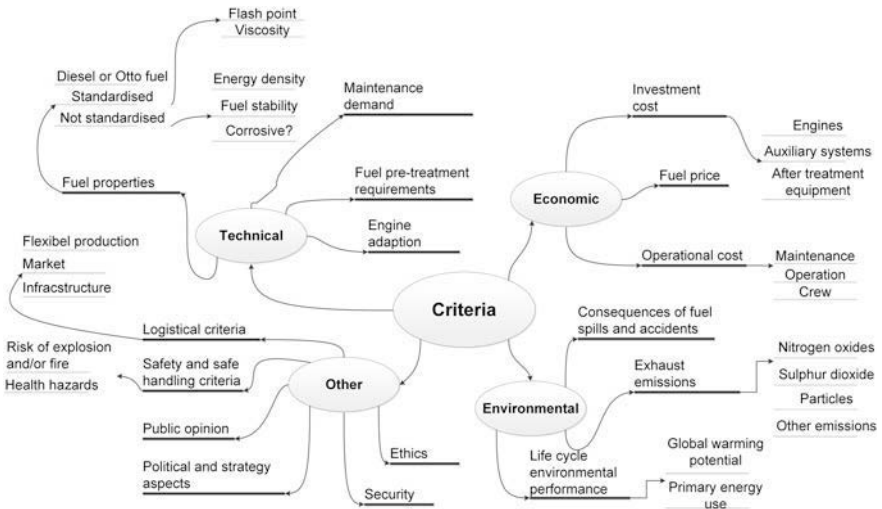 Flash point
Viscosity
Diesel or Otto fuel
Standardised
Not standardised
Energy density
Fuel stability
Corrosive?
Maintenance
demand
Fuel properties
Fuel pre-treatment
requirements
Technical
Engine
adaption
Investment
cost
Engines
Auxiliary systems
After treatment
equipment
Economic
Fuel price
Operational cost
Maintenance
Operation
Crew
Criteria
Flexibel production
Market
Infracstructure
Logistical criteria
Risk of explosion
and/or fire
Health hazards
Safety and safe
handling criteria
Other
Public opinion
Political and strategy
aspects
Ethics
Security
Consequences of fuel
spills and accidents
Exhaust
emissions
Nitrogen oxides
Sulphur dioxide
Particles
Other emissions
Environmental
Life cycle
environmental
performance
Global warming
potential
Primary energy
use